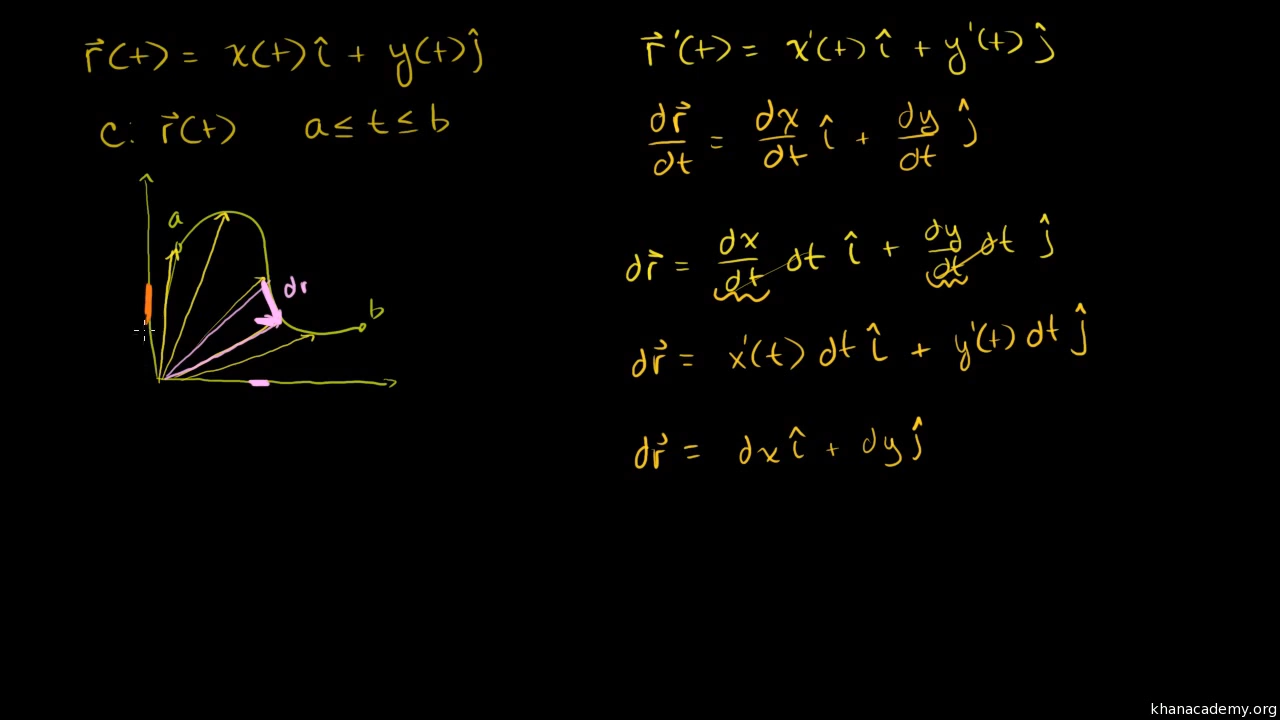 r⃗(t) = x(t) î + y(t) ĵ
C: r⃗(t) a ≤ t ≤ b
a
dr
b
r⃗'(t) = x'(t) î + y'(t) ĵ
dr⃗/dt = dx/dt î + dy/dt ĵ
dr⃗ = dx/dt dt î + dy/dt dt ĵ
dr⃗ = x'(t) dt î + y'(t) dt ĵ
dr⃗ = dx î + dy ĵ
khanacademy.org